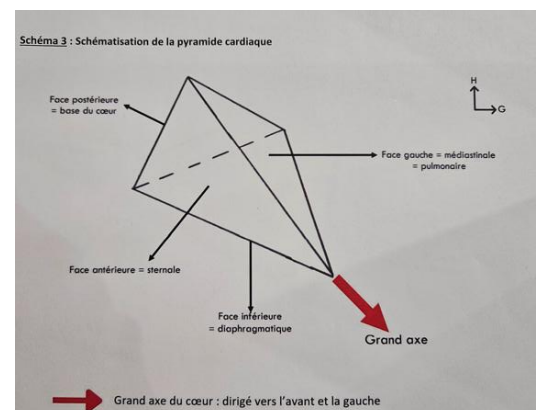 Schéma 3 : Schématisation de la pyramide cardiaque
H
G
Face postérieure
= base du cœur
Face gauche = médiastinale
= pulmonaire
Face antérieure = sternale
Face inférieure
= diaphragmatique
Grand axe
Grand axe du cœur : dirigé vers l'avant et la gauche